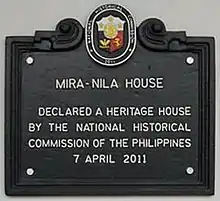 MIRA-NILA HOUSE
DECLARED A HERITAGE HOUSE
BY THE NATIONAL HISTORICAL
COMMISSION OF THE PHILIPPINES
7 APRIL 2011